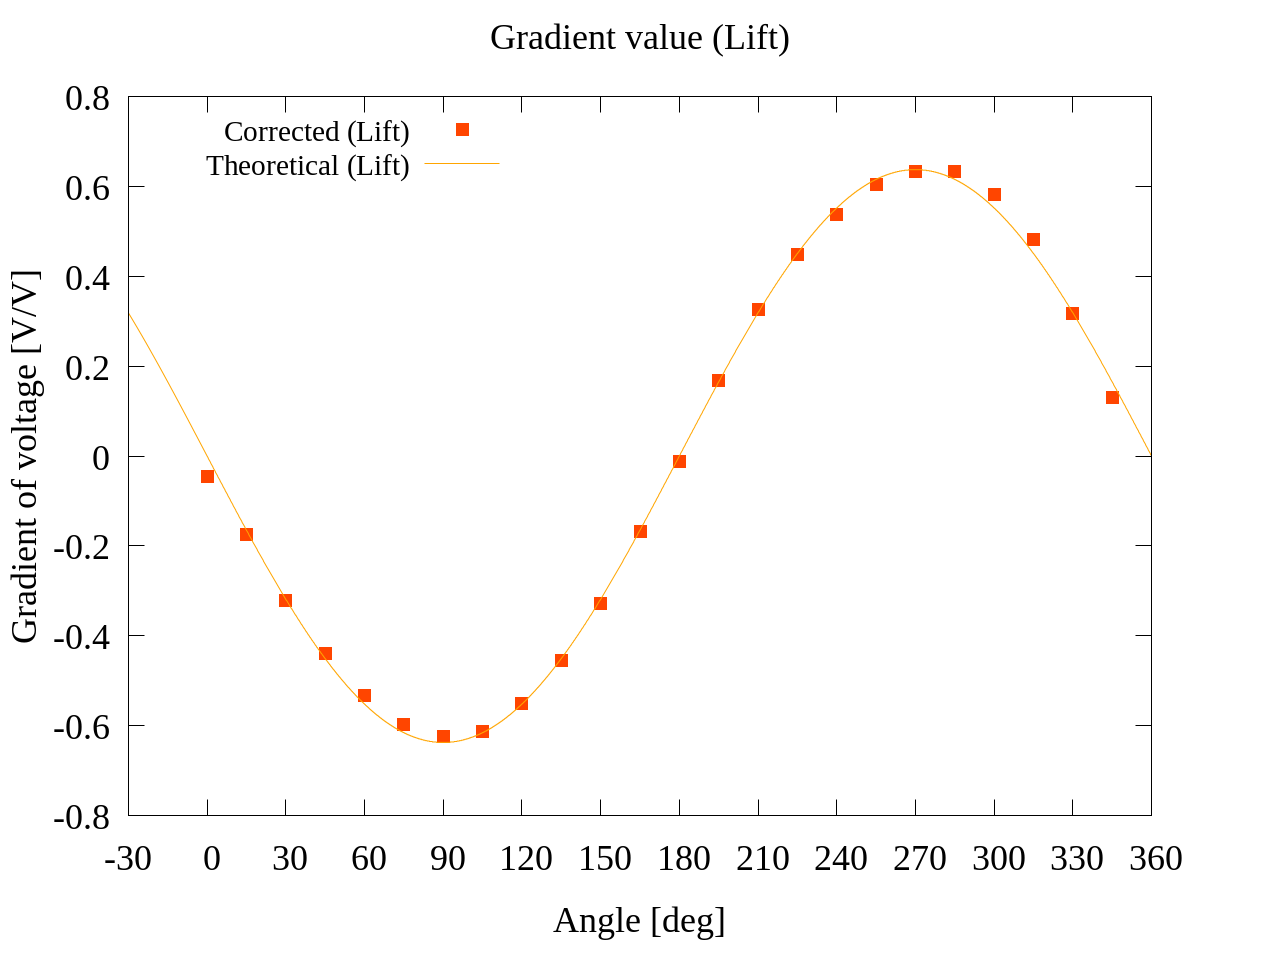 Gradient value (Lift)
0.8
0.6
0.4
0.2
0
-0.2
-0.4
-0.6
-0.8
Gradient of voltage [V/V]
Corrected (Lift)
Theoretical (Lift)
-30 0 30 60 90 120 150 180 210 240 270 300 330 360
Angle [deg]